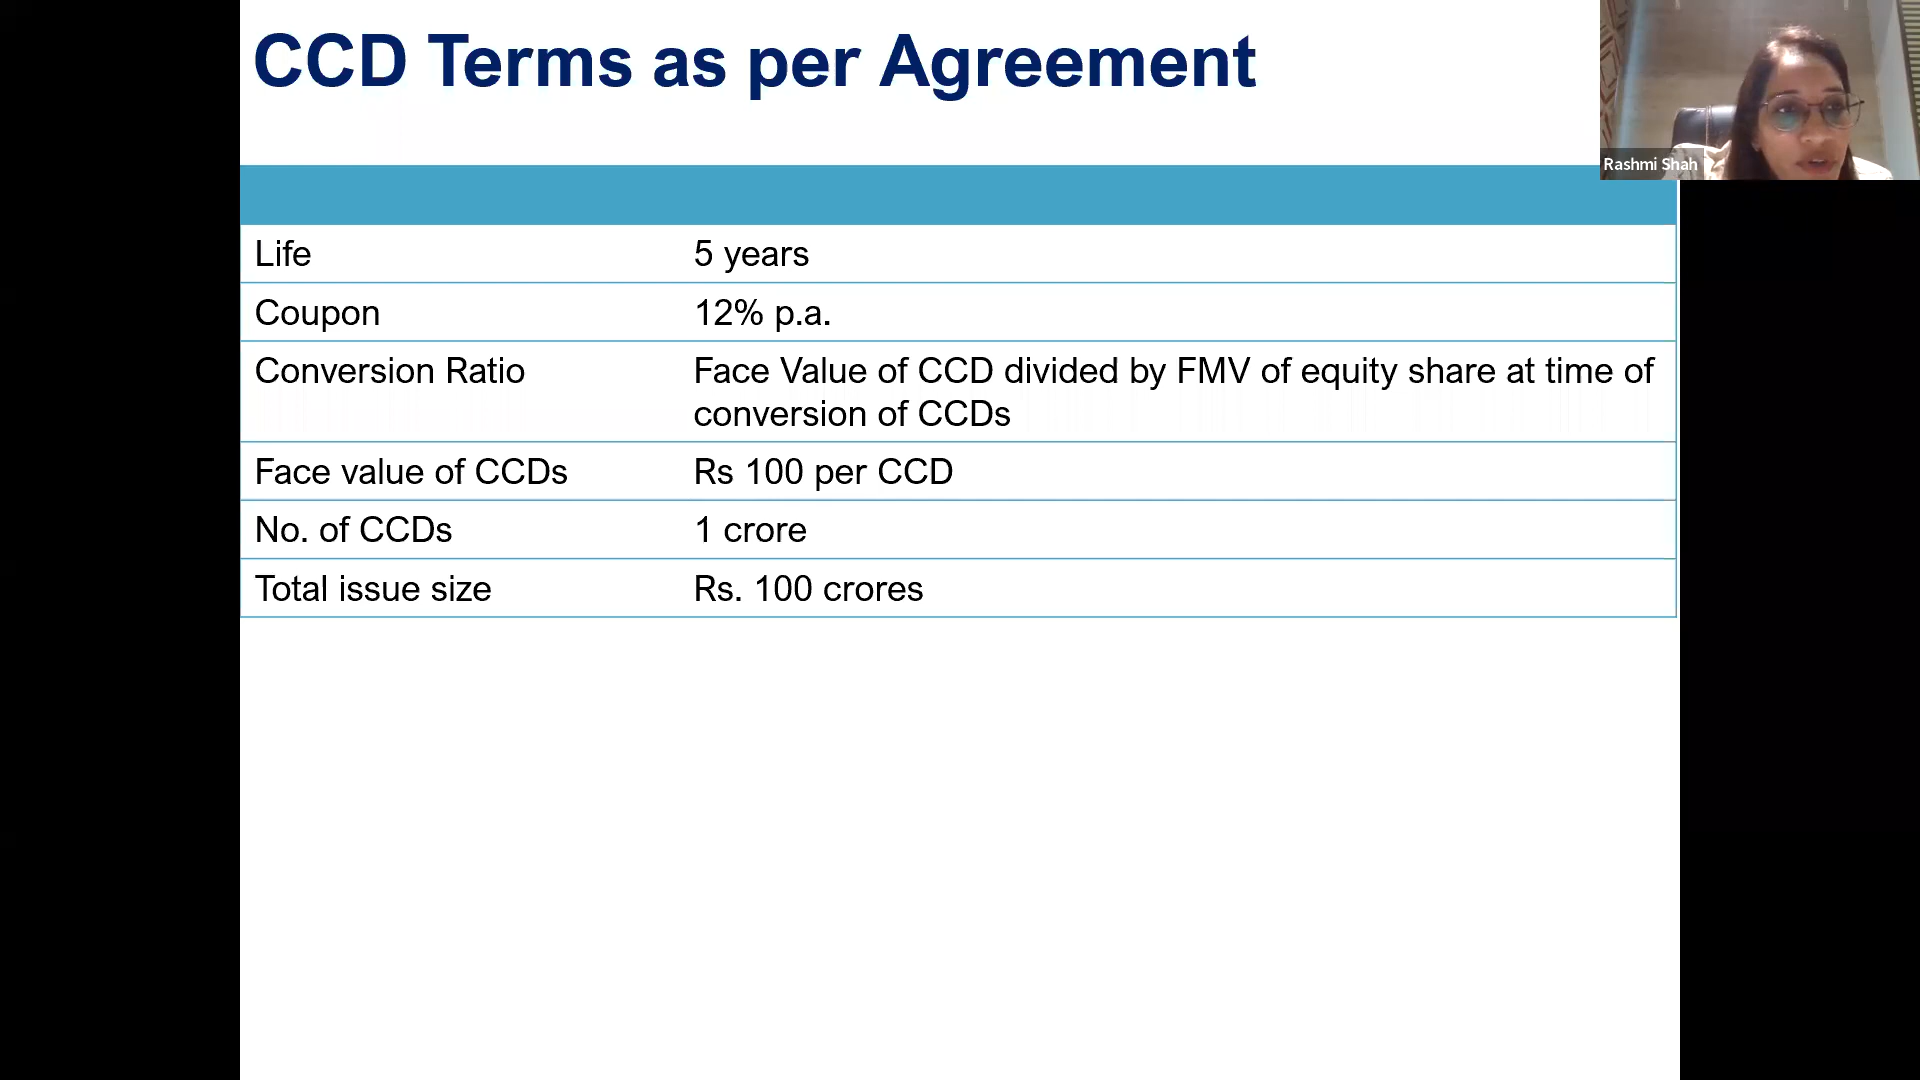 CCD Terms as per Agreement
Rashmi Shah
Life 5 years
Coupon 12% p.a.
Conversion Ratio Face Value of CCD divided by FMV of equity share at time of
conversion of CCDs
Face value of CCDs Rs 100 per CCD
No. of CCDs 1 crore
Total issue size Rs. 100 crores